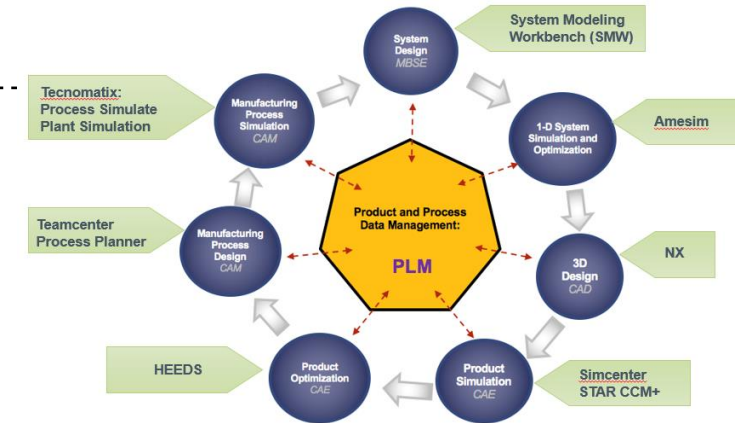 System
Design
MBSE
System Modeling
Workbench (SMW)
1-D System
Simulation and
Optimization
Amesim
3D
Design
CAD
NX
Product
Simulation
CAE
Simcenter
STAR CCM+
Product
Optimization
CAE
HEEDS
Manufacturing
Process
Design
CAM
Teamcenter
Process Planner
Manufacturing
Process
Simulation
CAM
Tecnomatix:
Process Simulate
Plant Simulation
Product and Process
Data Management:
PLM